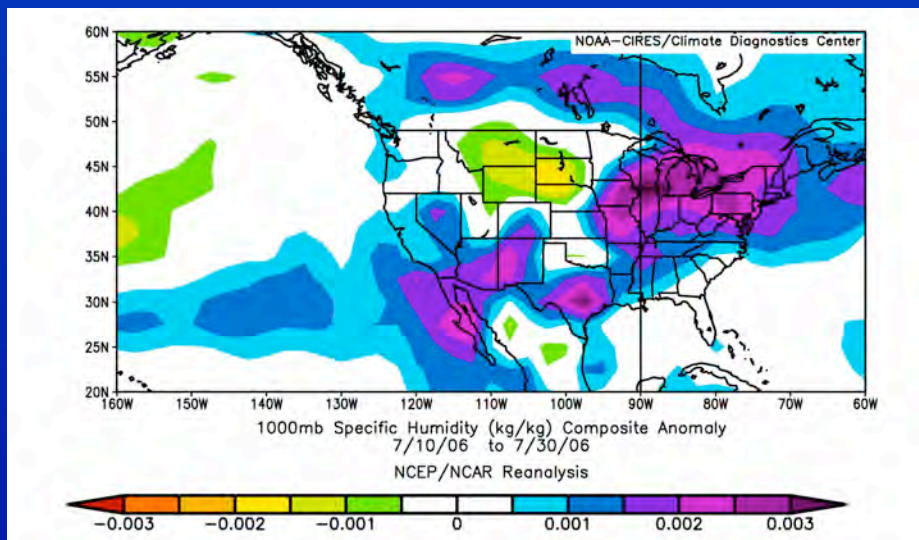 60N
NOAA-CIRES/Climate Diagnostics Center
55N
50N
45N
40N
35N
30N
25N
20N
160W 150W 140W 130W 120W 110W 100W 90W 80W 70W 60W
1000mb Specific Humidity (kg/kg) Composite Anomaly
7/10/06 to 7/30/06
NCEP/NCAR Reanalysis
-0.003 -0.002 -0.001 0 0.001 0.002 0.003